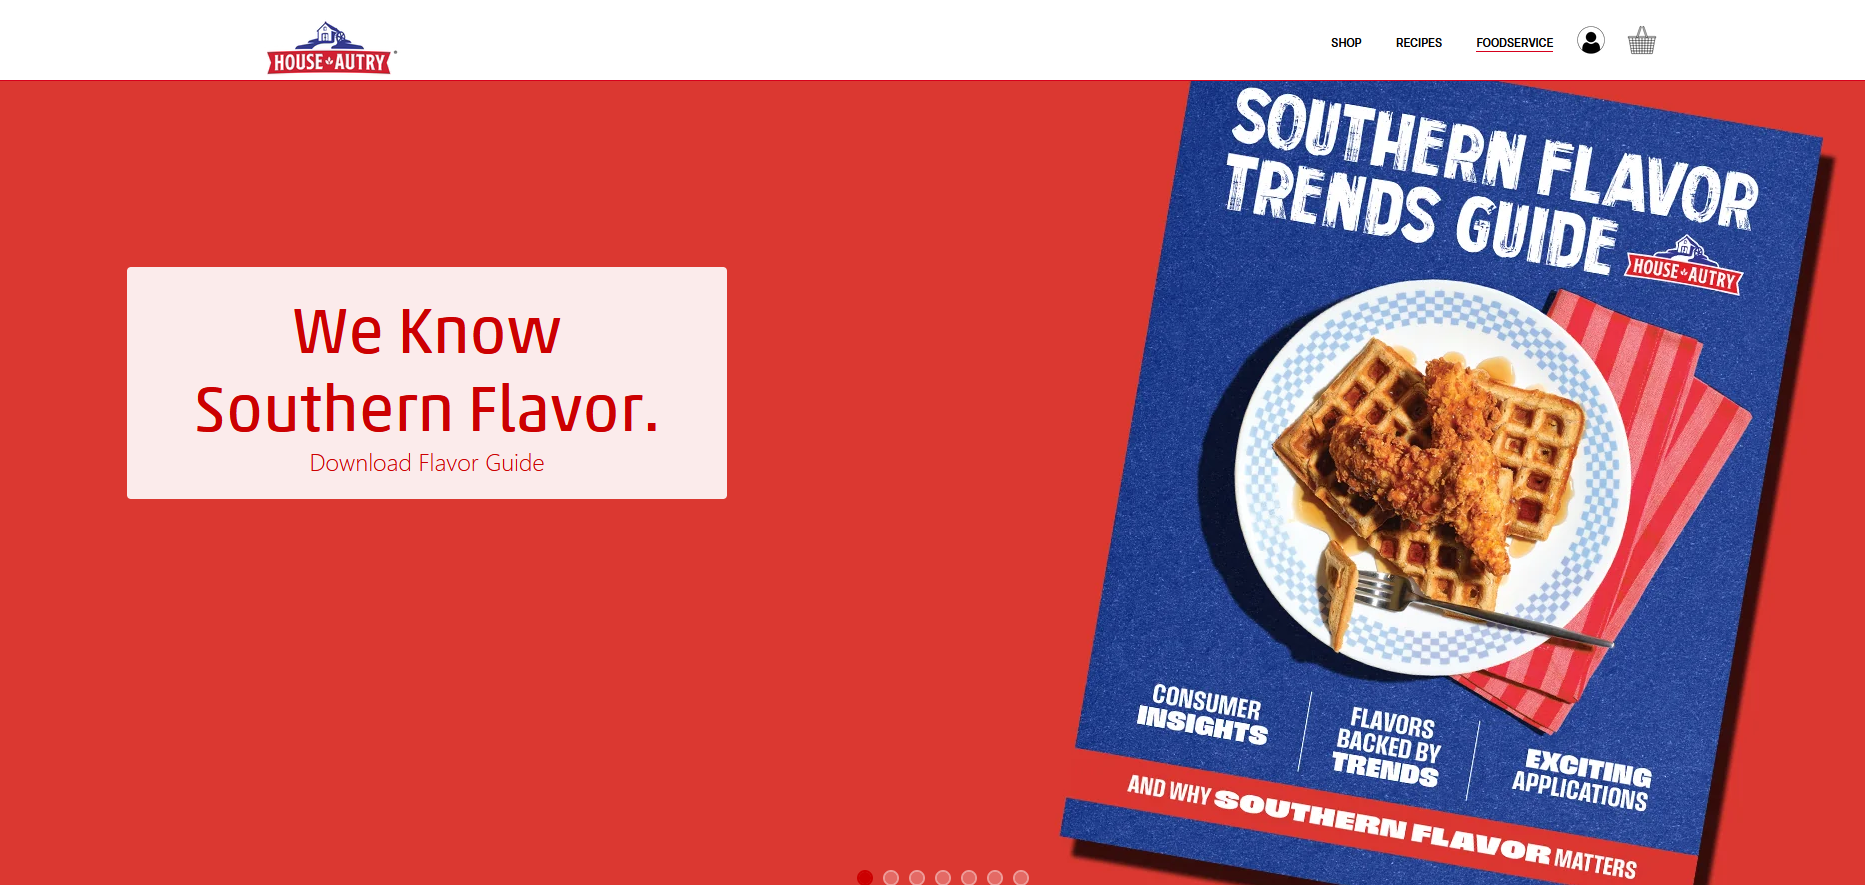 HOUSE AUTRY
SHOP
RECIPES
FOODSERVICE
We Know
Southern Flavor.
Download Flavor Guide
SOUTHERN FLAVOR
TRENDS GUIDE
HOUSE AUTRY
CONSUMER
INSIGHTS
FLAVORS
BACKED BY
TRENDS
EXCITING
APPLICATIONS
AND WHY SOUTHERN FLAVOR MATTERS